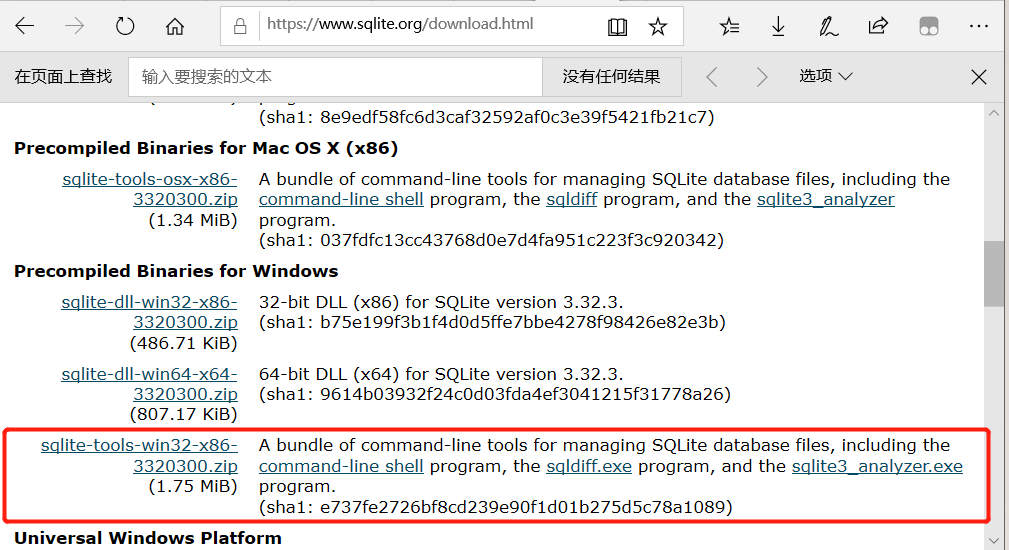 https://www.sqlite.org/download.html
在页面上查找 输入要搜索的文本 没有任何结果 选项
(sha1: 8e9edf58fc6d3caf32592af0c3e39f5421fb21c7)
Precompiled Binaries for Mac OS X (x86)
sqlite-tools-osx-x86-
3320300.zip
(1.34 MiB)
A bundle of command-line tools for managing SQLite database files, including the
command-line shell program, the sqldiff program, and the sqlite3_analyzer
program.
(sha1: 037fdfc13cc43768d0e7d4fa951c223f3c920342)
Precompiled Binaries for Windows
sqlite-dll-win32-x86-
3320300.zip
(486.71 KiB)
32-bit DLL (x86) for SQLite version 3.32.3.
(sha1: b75e199f3b1f4d0d5ffe7bbe4278f98426e82e3b)
sqlite-dll-win64-x64-
3320300.zip
(807.17 KiB)
64-bit DLL (x64) for SQLite version 3.32.3.
(sha1: 9614b03932f24c0d03fda4ef3041215f31778a26)
sqlite-tools-win32-x86-
3320300.zip
(1.75 MiB)
A bundle of command-line tools for managing SQLite database files, including the
command-line shell program, the sqldiff.exe program, and the sqlite3_analyzer.exe
program.
(sha1: e737fe2726bf8cd239e90f1d01b275d5c78a1089)
Universal Windows Platform